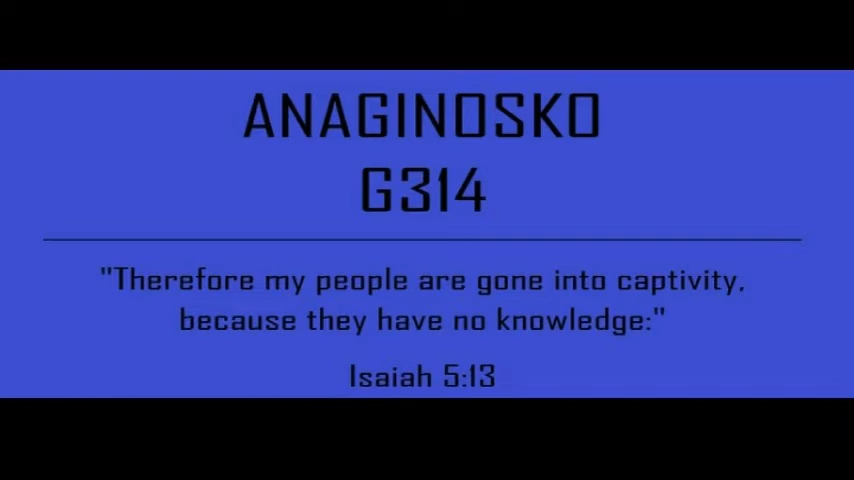 ANAGINOSKO
G314
"Therefore my people are gone into captivity,
because they have no knowledge:"
Isaiah 5:13